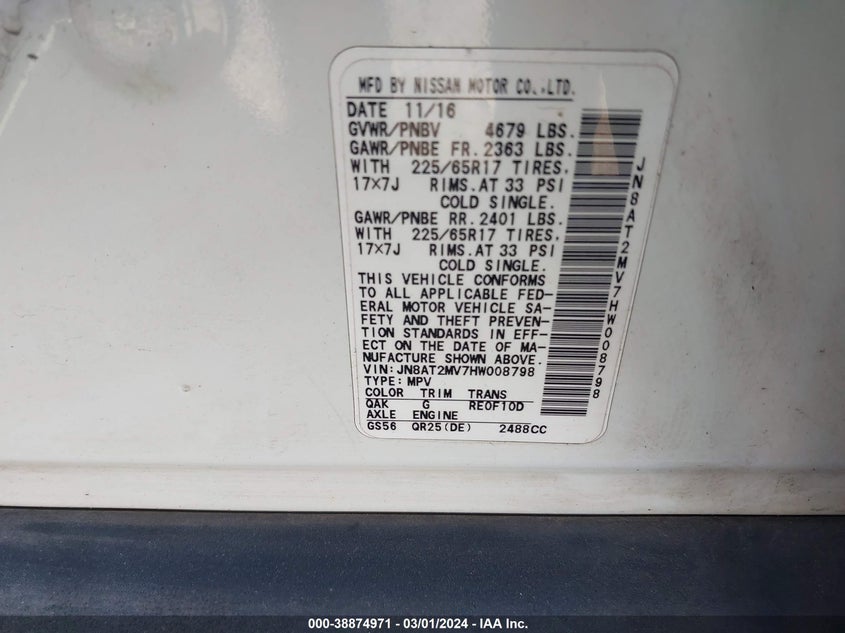 MFD BY NISSAN MOTOR CO.,LTD.
DATE 11/16
GVWR/PNBV 4679 LBS.
GAWR/PNBE FR. 2363 LBS.
WITH 225/65R17 TIRES,
17×7J RIMS.AT 33 PSI
COLD SINGLE.
GAWR/PNBE RR. 2401 LBS.
WITH 225/65R17 TIRES,
17×7J RIMS.AT 33 PSI
COLD SINGLE.
THIS VEHICLE CONFORMS
TO ALL APPLICABLE FED-
ERAL MOTOR VEHICLE SA-
FETY AND THEFT PREVEN-
TION STANDARDS IN EFF-
ECT ON THE DATE OF MA-
NUFACTURE SHOWN ABOVE.
VIN: JN8AT2MV7HW008798
TYPE: MPV
COLOR TRIM TRANS
QAK G RE0F10D
AXLE ENGINE
GS56 QR25(DE) 2488CC
JN8AT2MV7HW008798
000-38874971 - 03/01/2024 - IAA Inc.